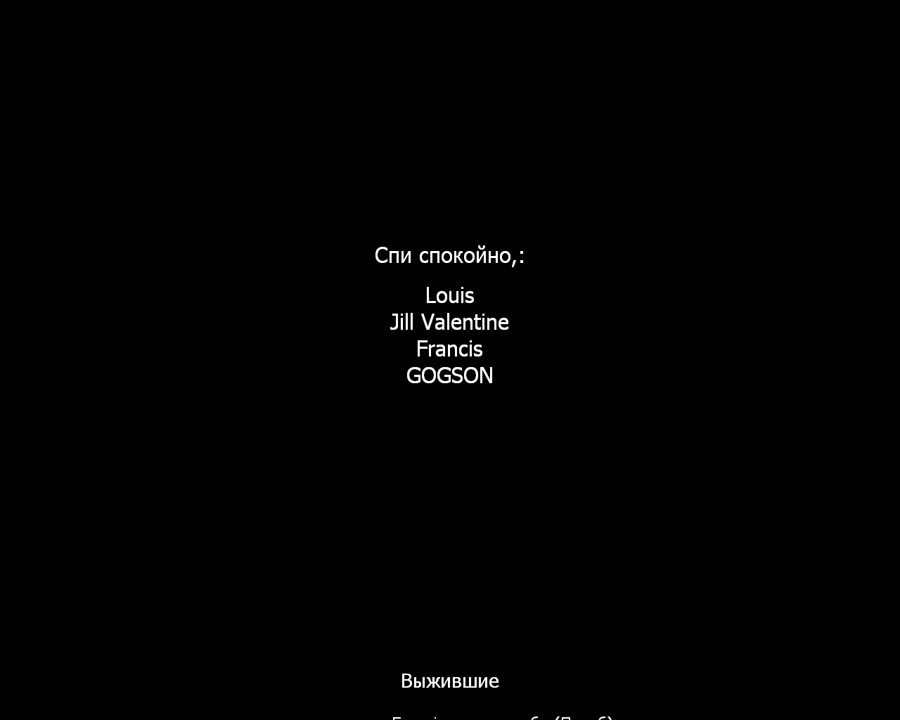 Спи спокойно,:
Louis
Jill Valentine
Francis
GOGSON
Выжившие